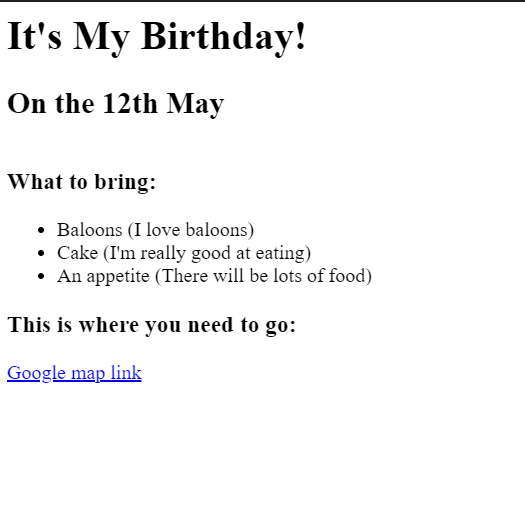 It's My Birthday!
On the 12th May
What to bring:
Baloons (I love baloons)
Cake (I'm really good at eating)
An appetite (There will be lots of food)
This is where you need to go:
Google map link